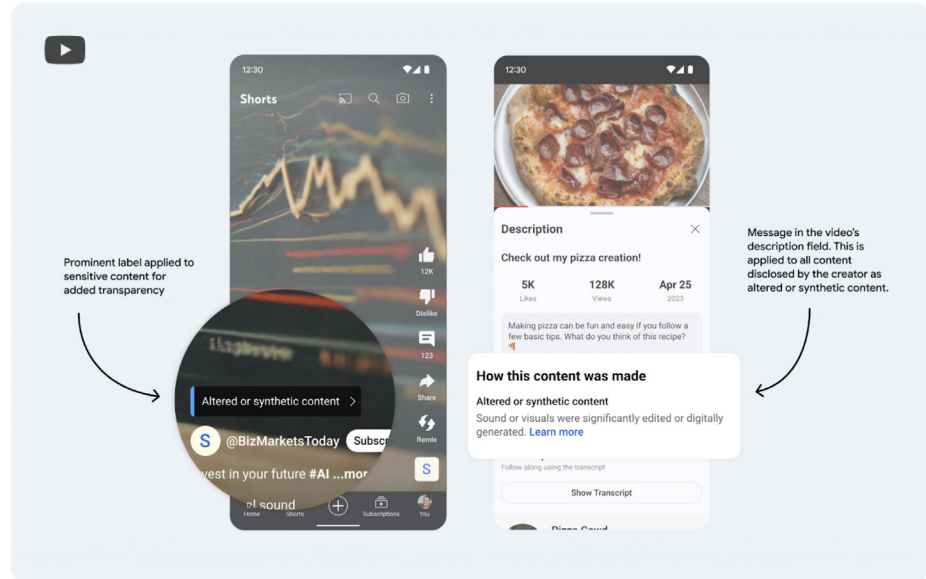 12:30
Shorts
12K
Dislike
123
Share
Remix
Altered or synthetic content
S @BizMarketsToday Subscr
vest in your future #AI ...mor
sound
S
Home Shorts Subscriptions You
Prominent label applied to
sensitive content for
added transparency
12:30
Description
Check out my pizza creation!
5K 128K Apr 25
Likes Views 2023
Making pizza can be fun and easy if you follow a
few basic tips. What do you think of this recipe?
How this content was made
Altered or synthetic content
Sound or visuals were significantly edited or digitally
generated. Learn more
Follow along using the transcript
Show Transcript
Message in the video's
description field. This is
applied to all content
disclosed by the creator as
altered or synthetic content.